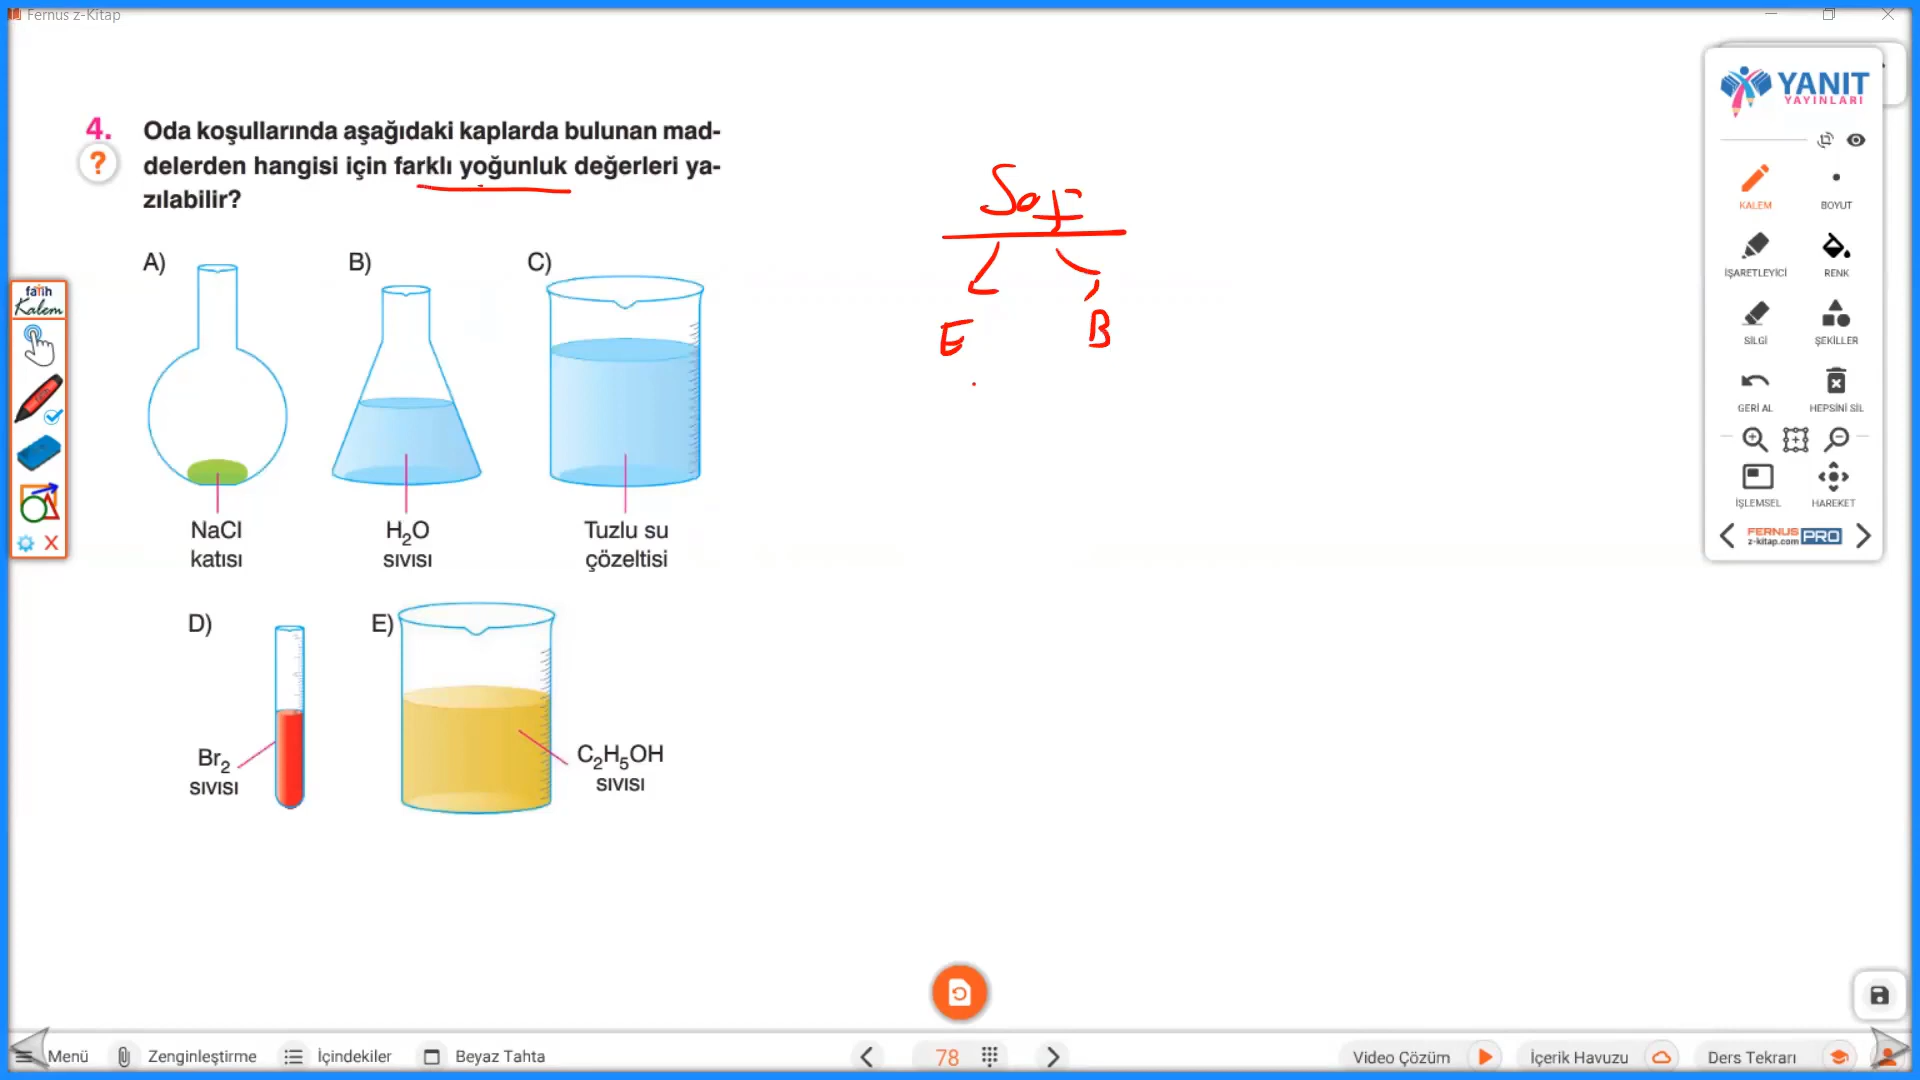 Fernus z-Kitap
4. Oda koşullarında aşağıdaki kaplarda bulunan mad-
? delerden hangisi için farklı yoğunluk değerleri ya-
zılabilir?
A)
B)
C)
NaCl
katısı
H₂O
sıvısı
Tuzlu su
çözeltisi
D)
E)
Br₂
sıvısı
C₂H₅OH
sıvısı
Saf
E
B
fatih
Kalem
X
YANIT
YAYINLARI
KALEM
BOYUT
İŞARETLEYİCİ
RENK
SİLGİ
ŞEKİLLER
GERİ AL
HEPSİNİ SİL
İŞLEMSEL
HAREKET
FERNUS
z-kitap.com PRO
Menü
Zenginleştirme
İçindekiler
Beyaz Tahta
78
Video Çözüm
İçerik Havuzu
Ders Tekrarı